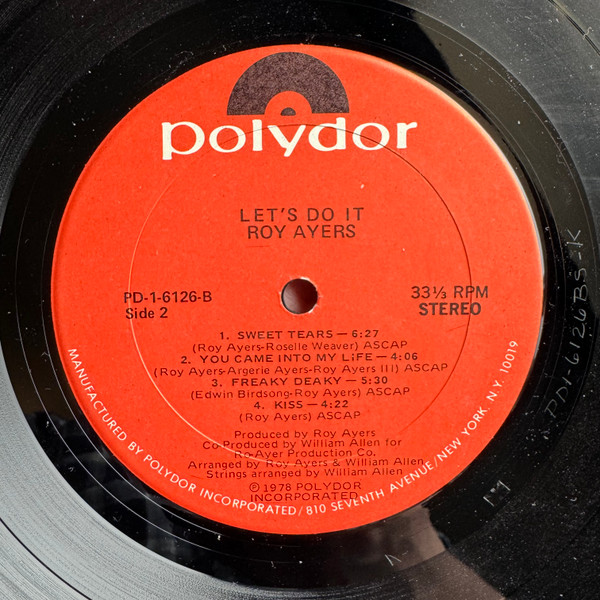 polydor
LET'S DO IT
ROY AYERS
PD-1-6126-B
Side 2
33⅓ RPM
STEREO
1. SWEET TEARS — 6:27
(Roy Ayers-Roselle Weaver) ASCAP
2. YOU CAME INTO MY LiFE — 4:06
(Roy Ayers-Argerie Ayers-Roy Ayers III) ASCAP
3. FREAKY DEAKY — 5:30
(Edwin Birdsong-Roy Ayers) ASCAP
4. KISS — 4:22
(Roy Ayers) ASCAP
Produced by Roy Ayers
Co-Produced by William Allen for
Ro-Ayer Production Co.
Arranged by Roy Ayers & William Allen
Strings arranged by William Allen
℗ 1978 POLYDOR
INCORPORATED
MANUFACTURED BY POLYDOR INCORPORATED/810 SEVENTH AVENUE/NEW YORK. N.Y. 10019